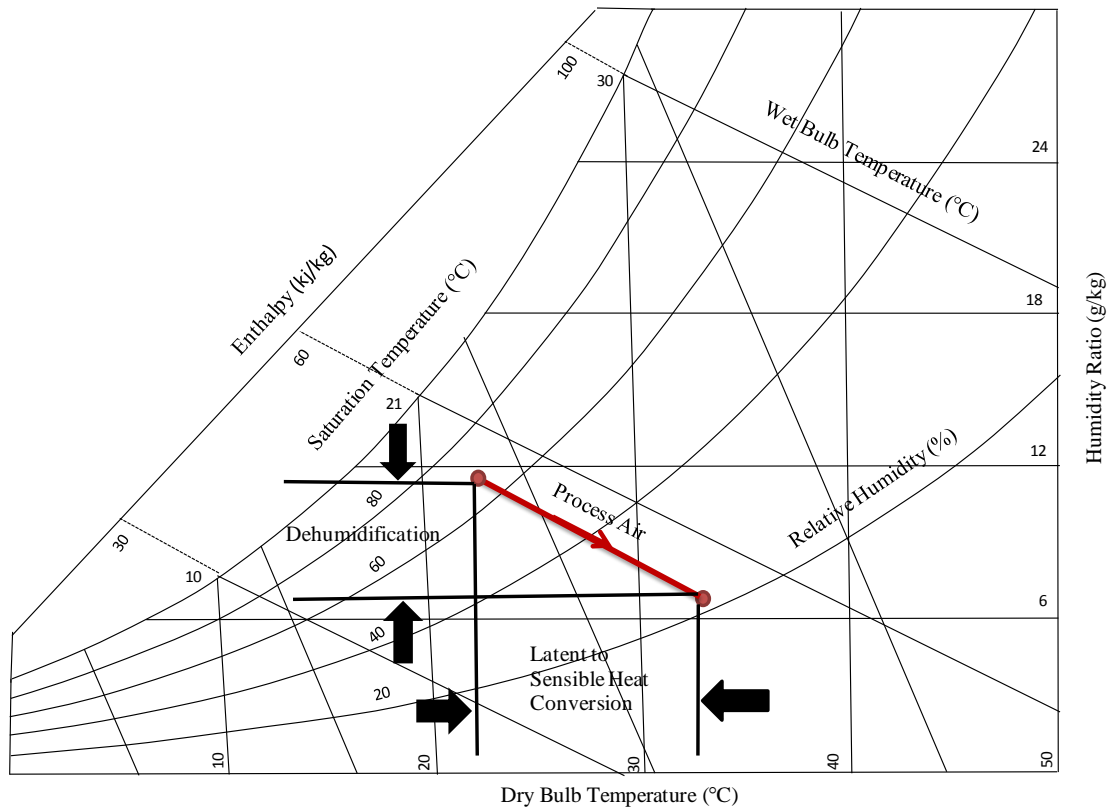 100
30
Wet Bulb Temperature (°C)
24
Enthalpy (kj/kg)
Saturation Temperature (°C)
18
Humidity Ratio (g/kg)
60
21
12
80
Process Air
Relative Humidity (%)
Dehumidification
30
10
60
6
40
Latent to
Sensible Heat
Conversion
20
10
20
30
40
50
Dry Bulb Temperature (°C)